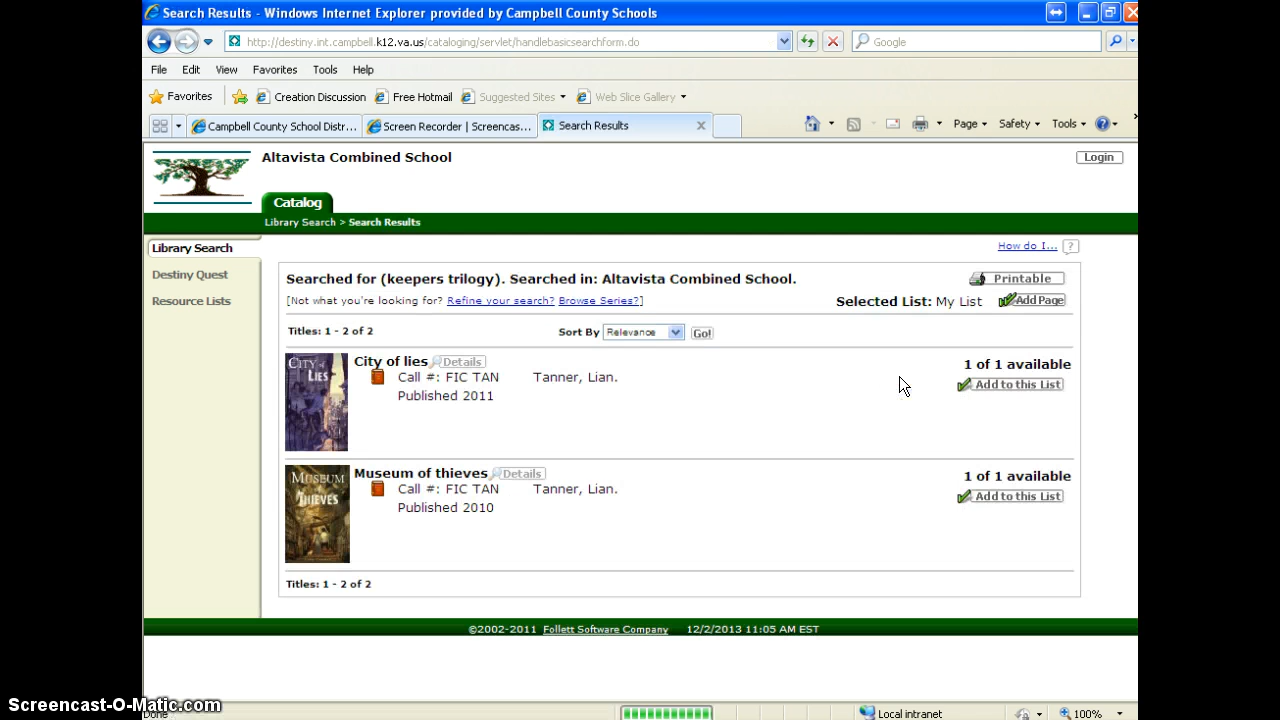 Search Results - Windows Internet Explorer provided by Campbell County Schools
http://destiny.int.campbell.k12.va.us/cataloging/servlet/handlebasicsearchform.do
Google
File Edit View Favorites Tools Help
Favorites Creation Discussion Free Hotmail Suggested Sites Web Slice Gallery
Campbell County School Distr... Screen Recorder | Screencas... Search Results Page Safety Tools
Altavista Combined School
Login
Catalog
Library Search > Search Results
Library Search
Destiny Quest
Resource Lists
How do I... ?
Searched for (keepers trilogy). Searched in: Altavista Combined School.
Printable
[Not what you're looking for? Refine your search? Browse Series?]
Selected List: My List Add Page
Titles: 1 - 2 of 2 Sort By Relevance Go!
CITY of LIES
City of lies Details
1 of 1 available
Call #: FIC TAN Tanner, Lian.
Add to this List
Published 2011
MUSEUM of THIEVES
Museum of thieves Details
1 of 1 available
Call #: FIC TAN Tanner, Lian.
Add to this List
Published 2010
Titles: 1 - 2 of 2
©2002-2011 Follett Software Company 12/2/2013 11:05 AM EST
Screencast-O-Matic.com
Done Local intranet 100%